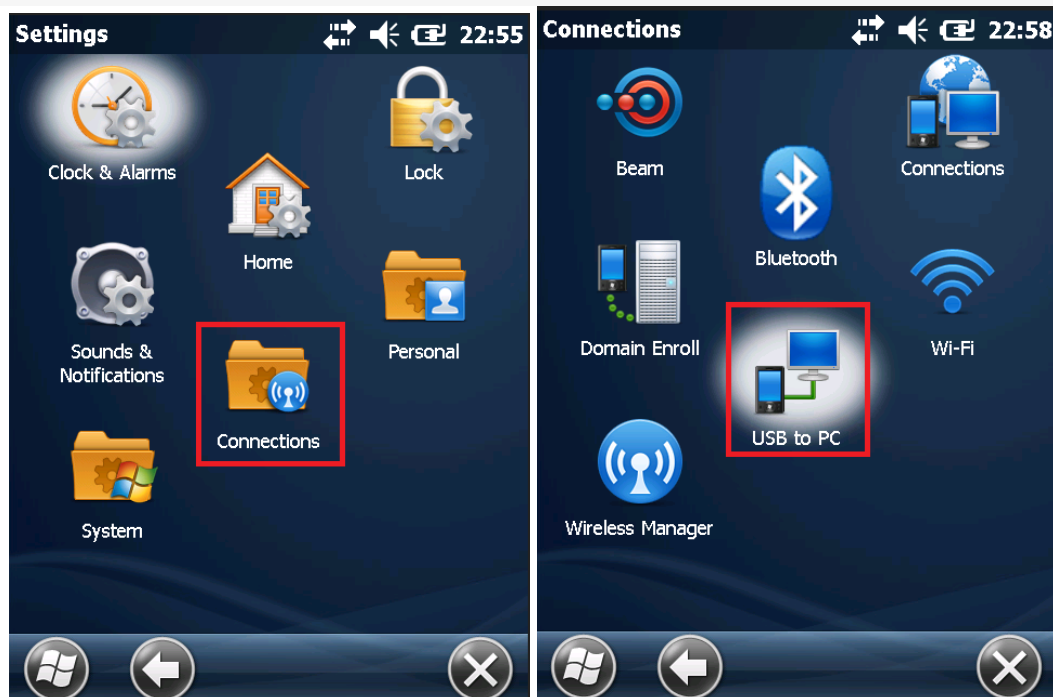 Settings 22:55
Clock & Alarms
Lock
Home
Sounds &
Notifications
Personal
Connections
System
Connections 22:58
Beam
Connections
Bluetooth
Domain Enroll
Wi-Fi
USB to PC
Wireless Manager